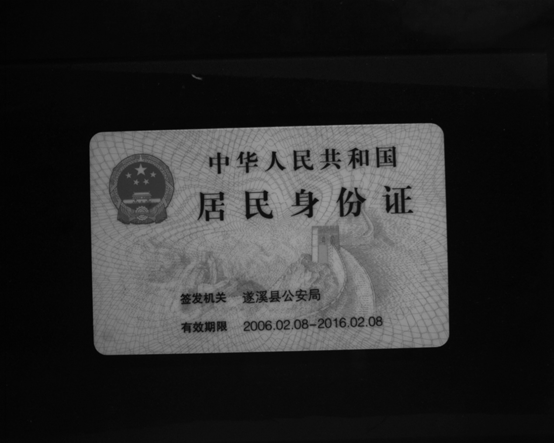 中华人民共和国
居民身份证
签发机关 遂溪县公安局
有效期限 2006.02.08-2016.02.08